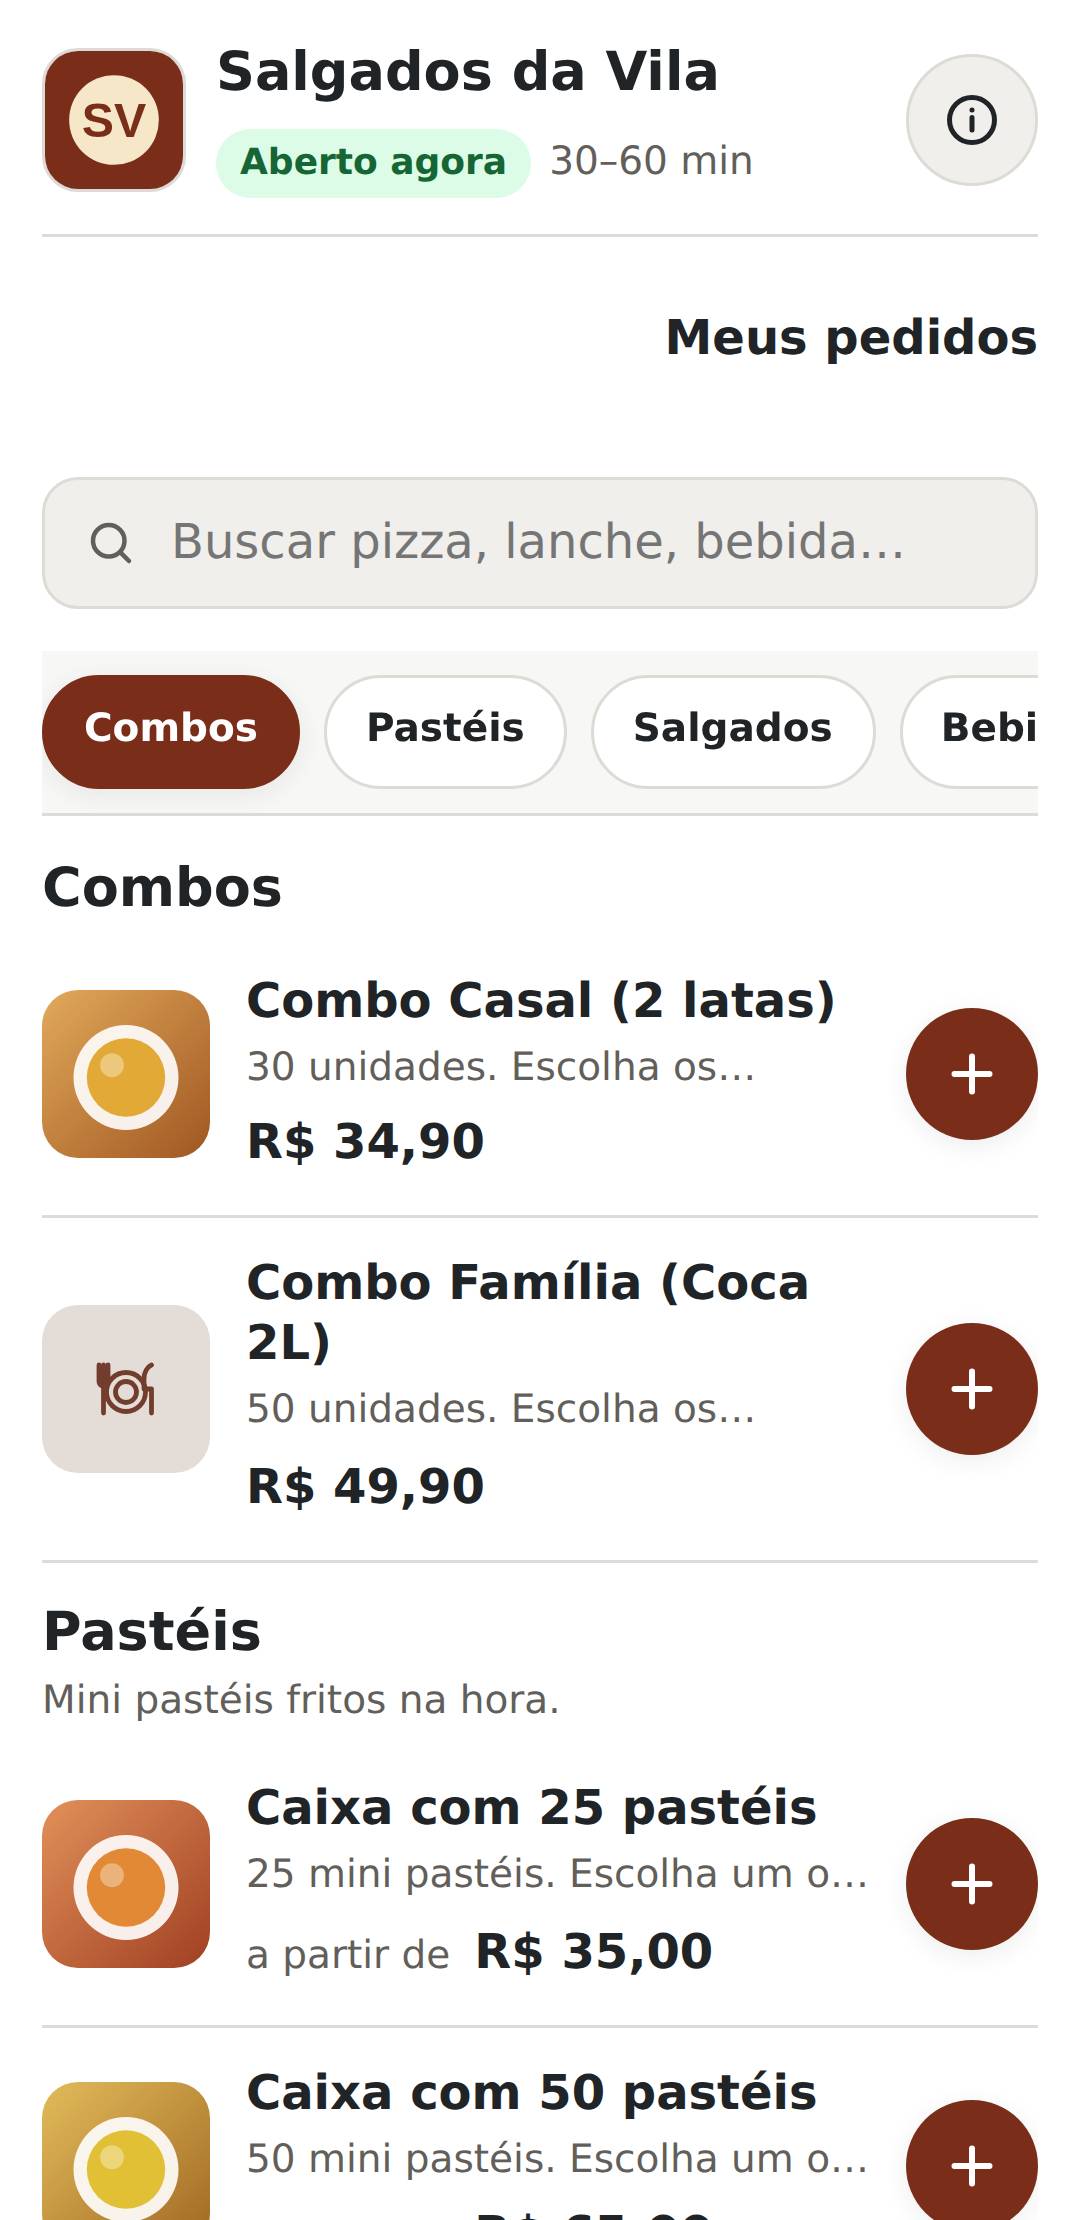 SV
Salgados da Vila
Aberto agora 30–60 min
Meus pedidos
Buscar pizza, lanche, bebida...
Combos Pastéis Salgados Bebi
Combos
Combo Casal (2 latas)
30 unidades. Escolha os...
R$ 34,90
Combo Família (Coca
2L)
50 unidades. Escolha os...
R$ 49,90
Pastéis
Mini pastéis fritos na hora.
Caixa com 25 pastéis
25 mini pastéis. Escolha um o...
a partir de R$ 35,00
Caixa com 50 pastéis
50 mini pastéis. Escolha um o...